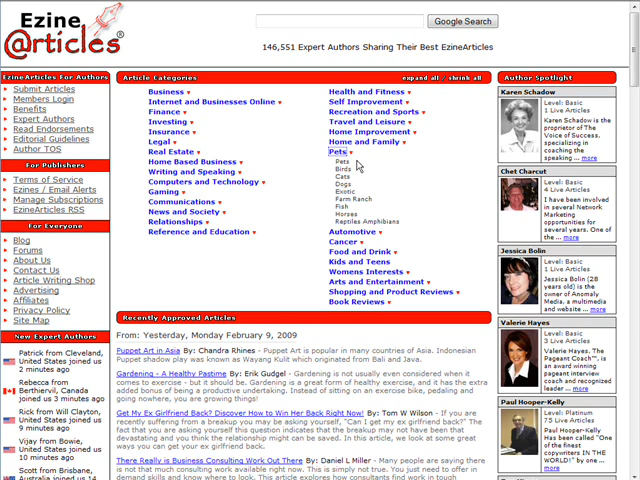 Ezine
@rticles®
Google Search
146,551 Expert Authors Sharing Their Best EzineArticles
EzineArticles For Authors
Submit Articles
Members Login
Benefits
Expert Authors
Read Endorsements
Editorial Guidelines
Author TOS
For Publishers
Terms of Service
Ezines / Email Alerts
Manage Subscriptions
EzineArticles RSS
For Everyone
Blog
Forums
About Us
Contact Us
Article Writing Shop
Advertising
Affiliates
Privacy Policy
Site Map
New Expert Authors
Patrick from Cleveland,
United States joined us
2 minutes ago
Rebecca from
Berthiervil, Canada
joined us 3 minutes ago
Rick from Will Clayton,
United States joined us
9 minutes ago
Vijay from Bowie,
United States joined us
10 minutes ago
Scott from Brisbane,
Australia joined us 14
Article Categories
expand all / shrink all
Business
Internet and Businesses Online
Finance
Investing
Insurance
Legal
Real Estate
Home Based Business
Writing and Speaking
Computers and Technology
Gaming
Communications
News and Society
Relationships
Reference and Education
Health and Fitness
Self Improvement
Recreation and Sports
Travel and Leisure
Home Improvement
Home and Family
Pets
Pets
Birds
Cats
Dogs
Exotic
Farm Ranch
Fish
Horses
Reptiles Amphibians
Automotive
Cancer
Food and Drink
Kids and Teens
Womens Interests
Arts and Entertainment
Shopping and Product Reviews
Book Reviews
Recently Approved Articles
From: Yesterday, Monday February 9, 2009
Puppet Art in Asia By: Chandra Rhines - Puppet Art is popular in many countries of Asia. Indonesian
Puppet shadow play was known as Wayang Kulit which originated from Bali and Java.
Gardening - A Healthy Pastime By: Erik Gudgel - Gardening is not usually even considered when it
comes to exercise - but it should be. Gardening is a great form of healthy exercise, and it has the extra
added bonus of being a productive undertaking. Instead of sitting on an exercise bike, pedaling and
going nowhere, you are growing things!
Get My Ex Girlfriend Back? Discover How to Win Her Back Right Now! By: Tom W Wilson - If you are
recently suffering from a breakup you may be asking yourself, "Can I get my ex girlfriend back?" The
fact that you are asking yourself this question indicates that the breakup may not have been that
devastating and you think the relationship might can be saved. In this article, we look at some great
ways you can get your ex girlfriend back.
There Really is Business Consulting Work Out There By: Daniel L Miller - Many people are saying there
is not that much consulting work available right now. This is simply not true. You just need to offer in
demand skills and know where to look. This article explores how consultants find work in tough
Author Spotlight
Karen Schadow
Level: Basic
1 Live Articles
Karen Schadow is the
proprietor of The
Voice of Success.
specializing in
coaching the
speaking ... more
Chet Charcut
Level: Basic
4 Live Articles
I have been involved
in several Network
Marketing
opportunities for
several years. One of
the ... more
Jessica Bolin
Level: Basic
1 Live Articles
Jessica Bolin (28
years old) is the
owner of Anomaly
Media, a multimedia
and website ... more
Valerie Hayes
Level: Basic
3 Live Articles
Valerie Hayes, The
Pageant Coach™, is
an award winning
pageant interview
coach and recognized
leader ... more
Paul Hooper-Kelly
Level: Platinum
75 Live Articles
Paul Hooper-Kelly
Has been called "One
of the finest
copywriters IN THE
WORLD!" by one ...
more